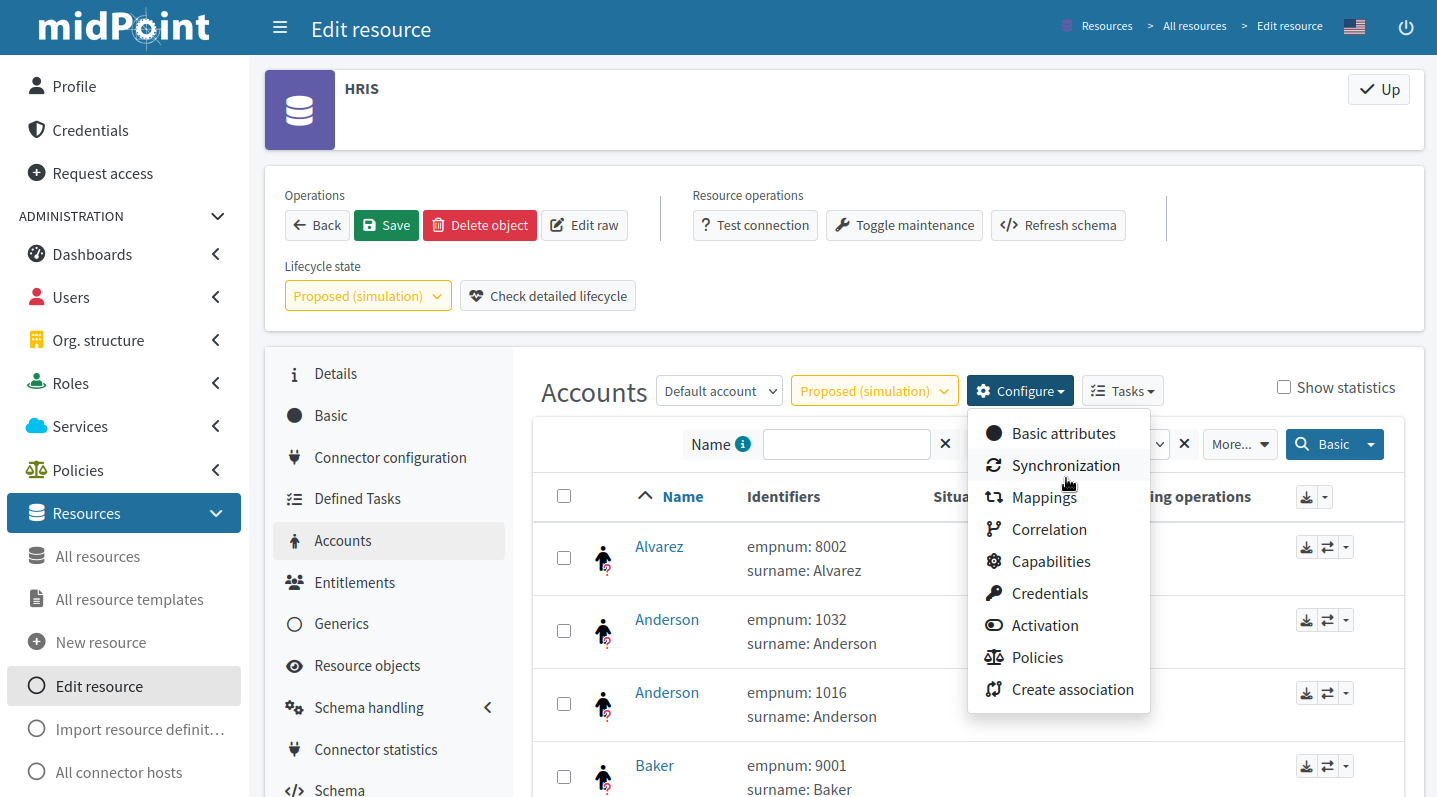 midPoint
Edit resource
Resources > All resources > Edit resource
Profile
Credentials
Request access
ADMINISTRATION
Dashboards
Users
Org. structure
Roles
Services
Policies
Resources
All resources
All resource templates
New resource
Edit resource
Import resource definit...
All connector hosts
HRIS
Up
Operations
Back Save Delete object Edit raw
Resource operations
? Test connection Toggle maintenance Refresh schema
Lifecycle state
Proposed (simulation) Check detailed lifecycle
Details
Basic
Connector configuration
Defined Tasks
Accounts
Entitlements
Generics
Resource objects
Schema handling
Connector statistics
Schema
Accounts Default account Proposed (simulation) Configure Tasks Show statistics
Basic attributes
Synchronization
Mappings
Correlation
Capabilities
Credentials
Activation
Policies
Create association
Name More... Basic
Name Identifiers operations
Alvarez empnum: 8002
surname: Alvarez
Anderson empnum: 1032
surname: Anderson
Anderson empnum: 1016
surname: Anderson
Baker empnum: 9001
surname: Baker